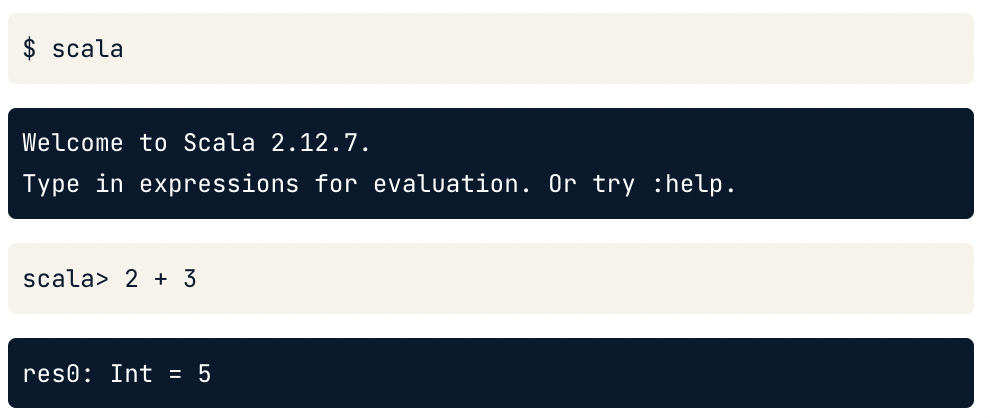 $ scala
Welcome to Scala 2.12.7.
Type in expressions for evaluation. Or try :help.
scala> 2 + 3
res0: Int = 5